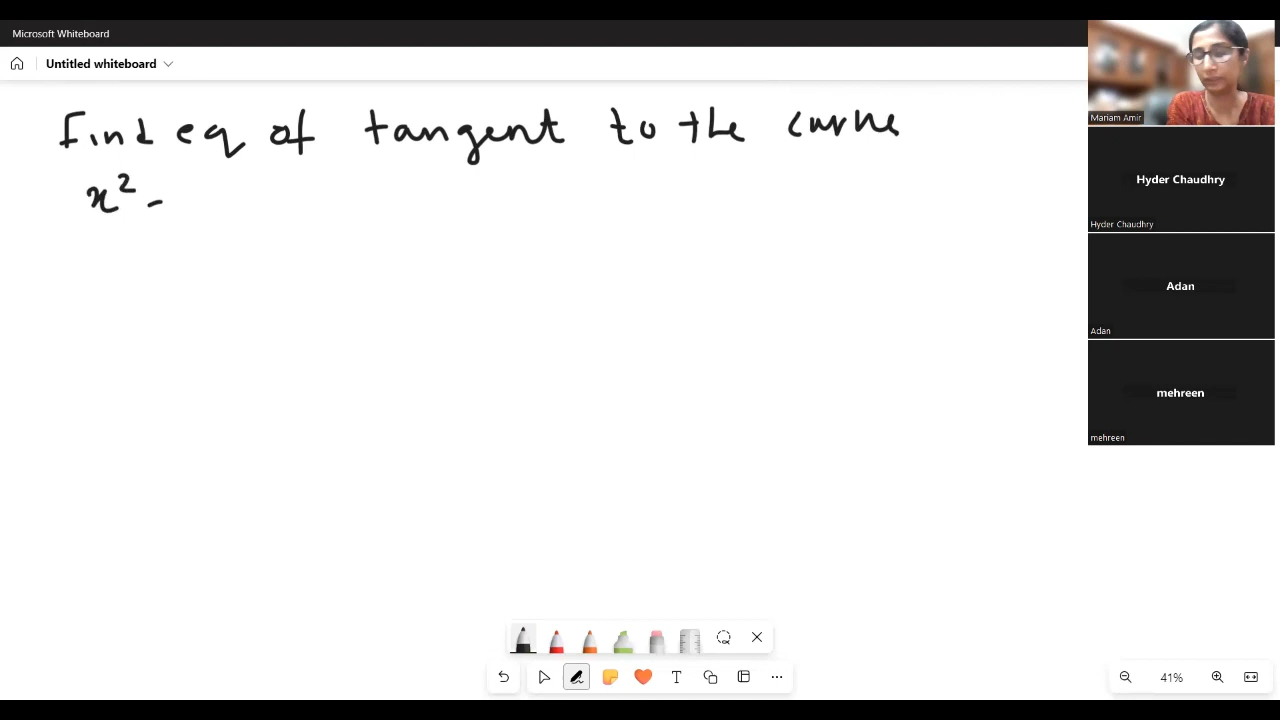 Microsoft Whiteboard
Untitled whiteboard
Find eq of tangent to the curve
x² -
Mariam Amir
Hyder Chaudhry
Hyder Chaudhry
Adan
Adan
mehreen
mehreen
41%